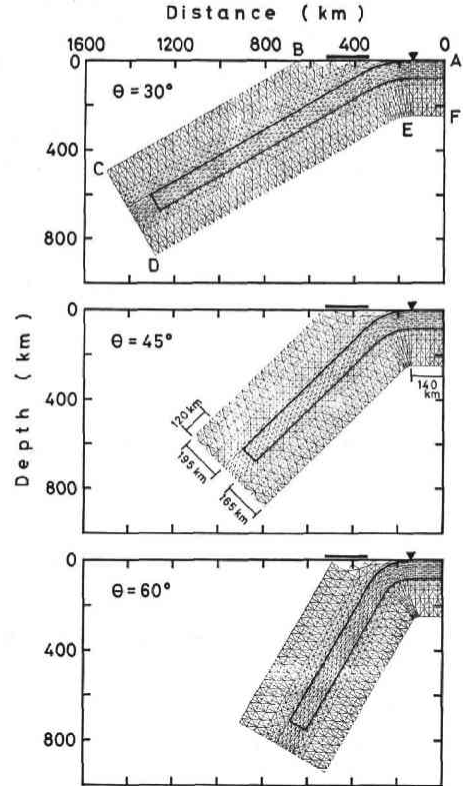 Distance ( km )
1600 1200 800 B 400 0
0 A
θ = 30°
E F
400
C
800
D
0
θ = 45°
Depth ( km )
400
140 km
120 km
195 km
165 km
800
0
θ = 60°
400
800